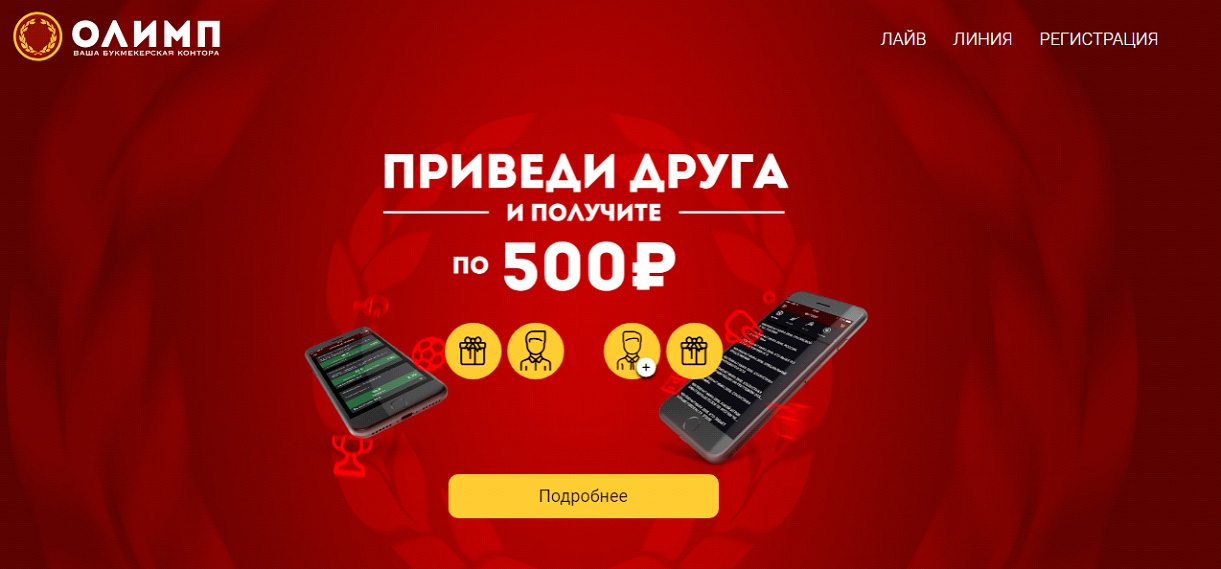 ОЛИМП
ВАША БУКМЕКЕРСКАЯ КОНТОРА
ЛАЙВ ЛИНИЯ РЕГИСТРАЦИЯ
ПРИВЕДИ ДРУГА
И ПОЛУЧИТЕ
ПО 500₽
Подробнее